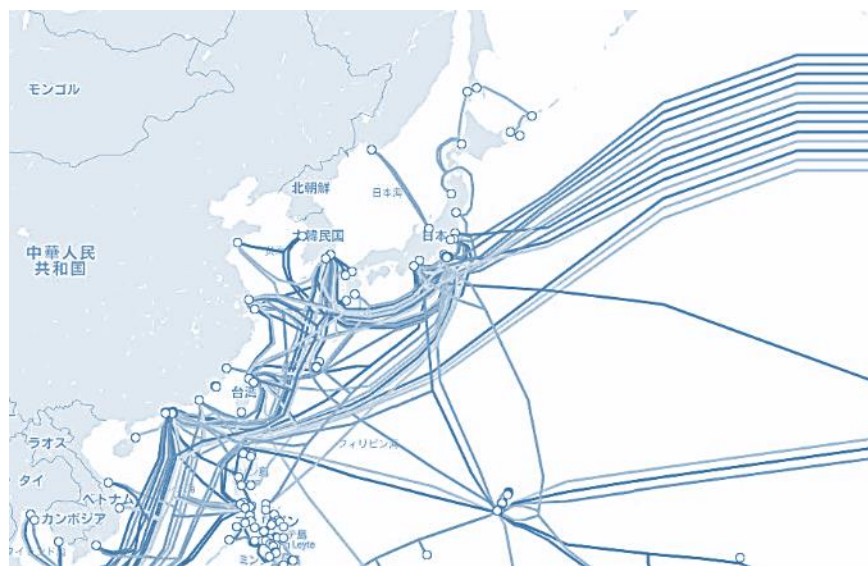 モンゴル
北朝鮮
日本海
大韓民国
日本
中華人民
共和国
台湾
ラオス
フィリピン海
タイ
ベトナム
カンボジア
Leyte